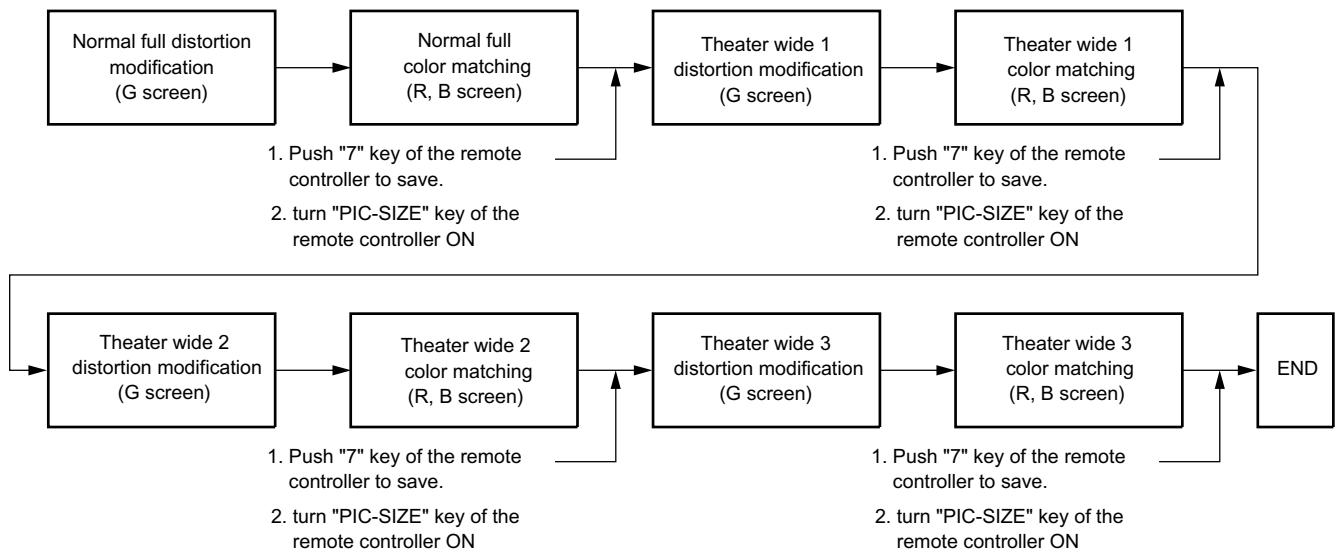 Normal full distortion
modification
(G screen)
Normal full
color matching
(R, B screen)
Theater wide 1
distortion modification
(G screen)
Theater wide 1
color matching
(R, B screen)
1. Push "7" key of the remote
controller to save.
2. turn "PIC-SIZE" key of the
remote controller ON
1. Push "7" key of the remote
controller to save.
2. turn "PIC-SIZE" key of the
remote controller ON
Theater wide 2
distortion modification
(G screen)
Theater wide 2
color matching
(R, B screen)
Theater wide 3
distortion modification
(G screen)
Theater wide 3
color matching
(R, B screen)
END
1. Push "7" key of the remote
controller to save.
2. turn "PIC-SIZE" key of the
remote controller ON
1. Push "7" key of the remote
controller to save.
2. turn "PIC-SIZE" key of the
remote controller ON